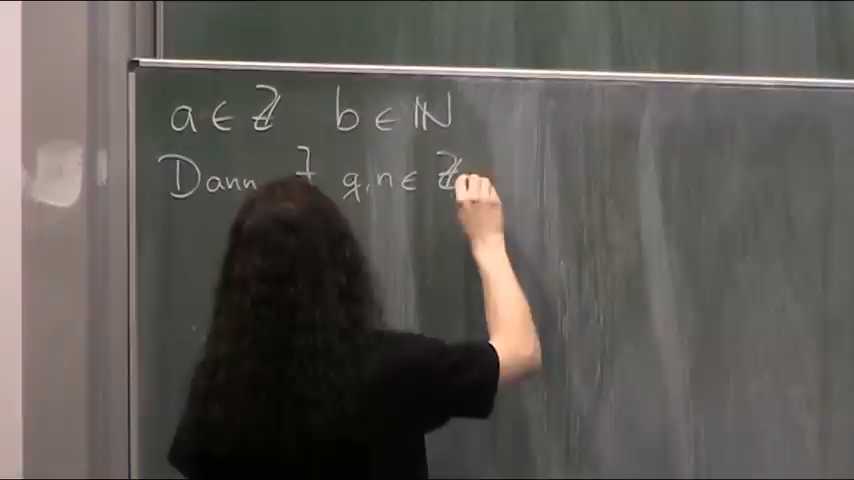 a ∈ ℤ b ∈ ℕ
Dann ∃ q, n ∈ ℤ